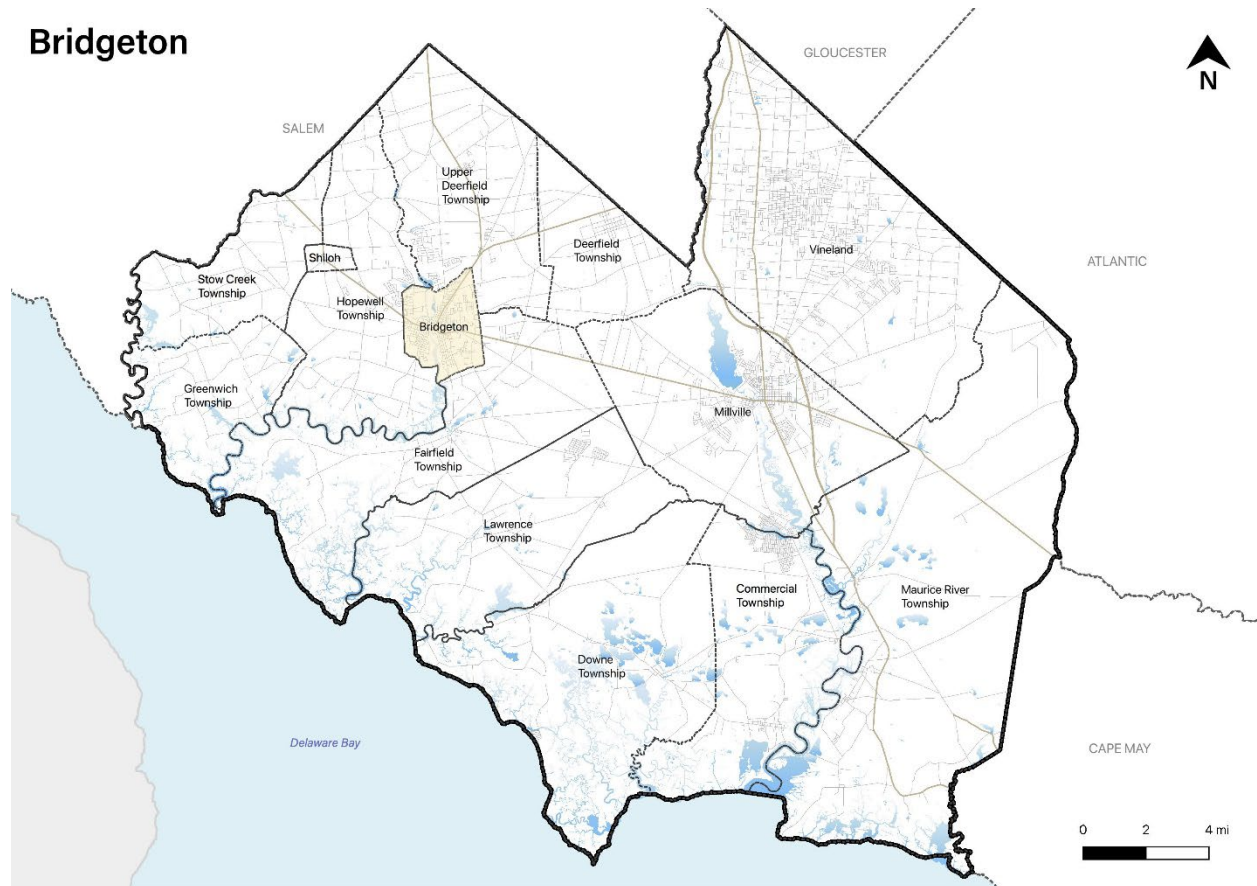 Bridgeton
GLOUCESTER
N
SALEM
Upper
Deerfield
Township
Deerfield
Township
Vineland
ATLANTIC
Shiloh
Stow Creek
Township
Hopewell
Township
Bridgeton
Greenwich
Township
Millville
Fairfield
Township
Lawrence
Township
Commercial
Township
Maurice River
Township
Downe
Township
Delaware Bay
CAPE MAY
0 2 4 mi